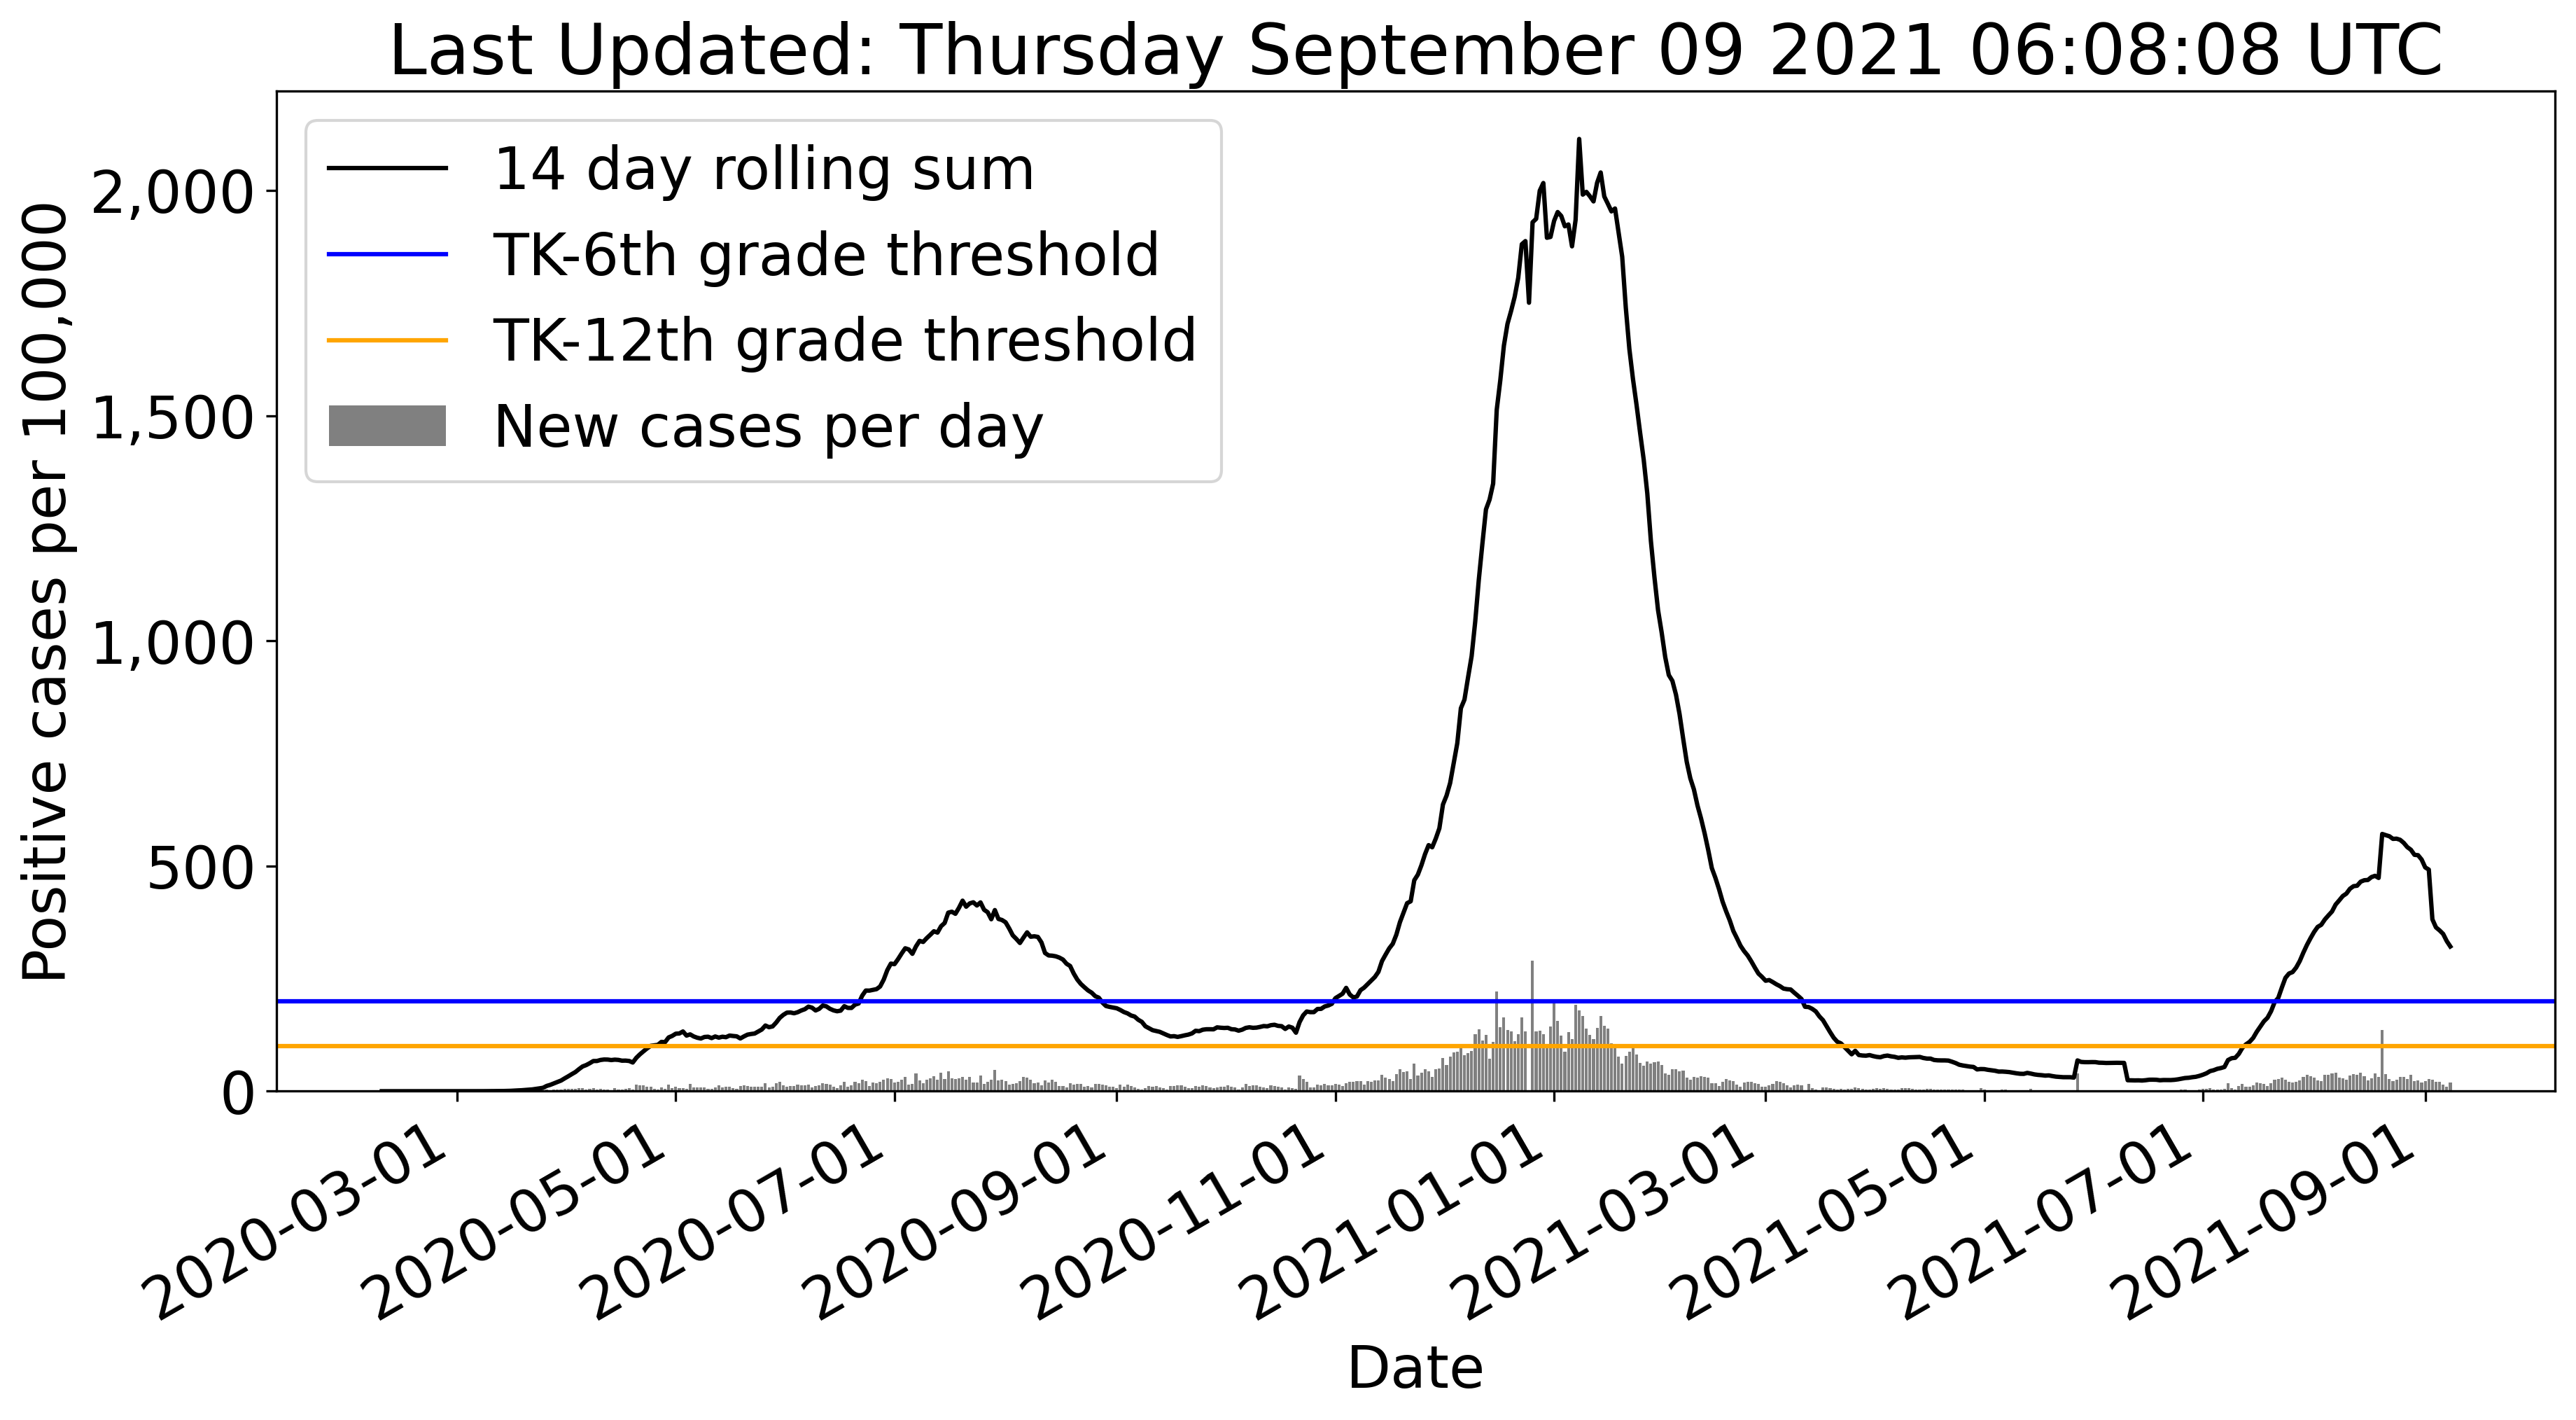 Last Updated: Thursday September 09 2021 06:08:08 UTC
14 day rolling sum
TK-6th grade threshold
TK-12th grade threshold
New cases per day
Positive cases per 100,000
2,000
1,500
1,000
500
0
2020-03-01
2020-05-01
2020-07-01
2020-09-01
2020-11-01
2021-01-01
2021-03-01
2021-05-01
2021-07-01
2021-09-01
Date